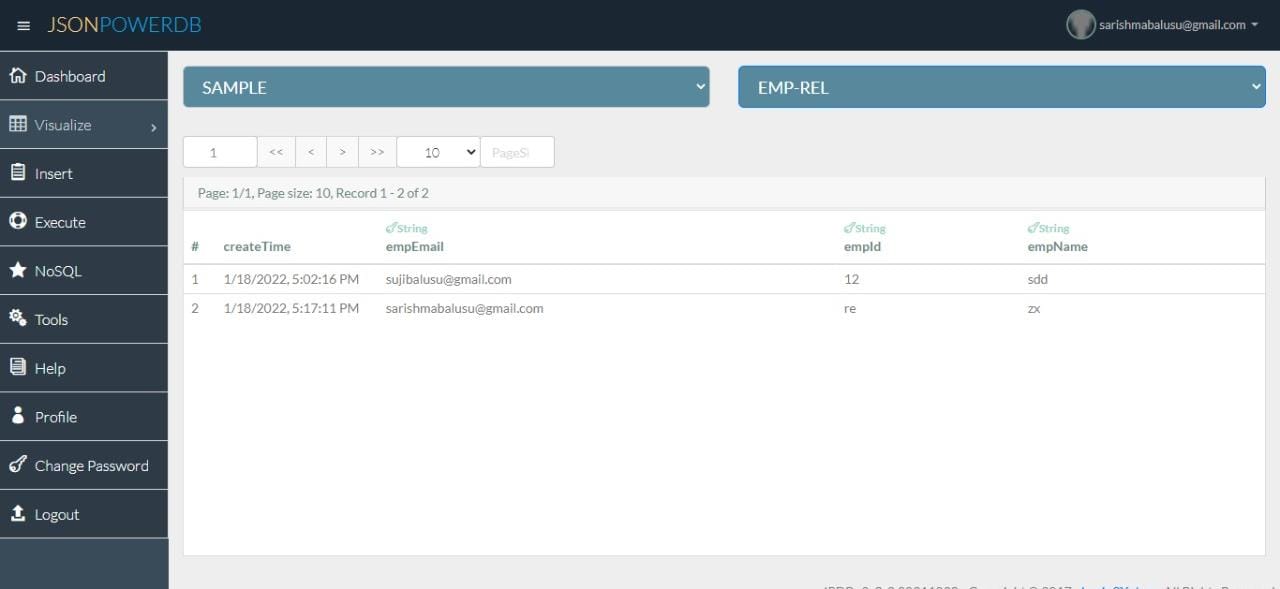 JSONPOWERDB
sarishmabalusu@gmail.com
Dashboard
Visualize
Insert
Execute
NoSQL
Tools
Help
Profile
Change Password
Logout
SAMPLE
EMP-REL
1 << < > >> 10 PageSi
Page: 1/1, Page size: 10, Record 1 - 2 of 2
String String String
# createTime empEmail empId empName
1 1/18/2022, 5:02:16 PM sujibalusu@gmail.com 12 sdd
2 1/18/2022, 5:17:11 PM sarishmabalusu@gmail.com re zx